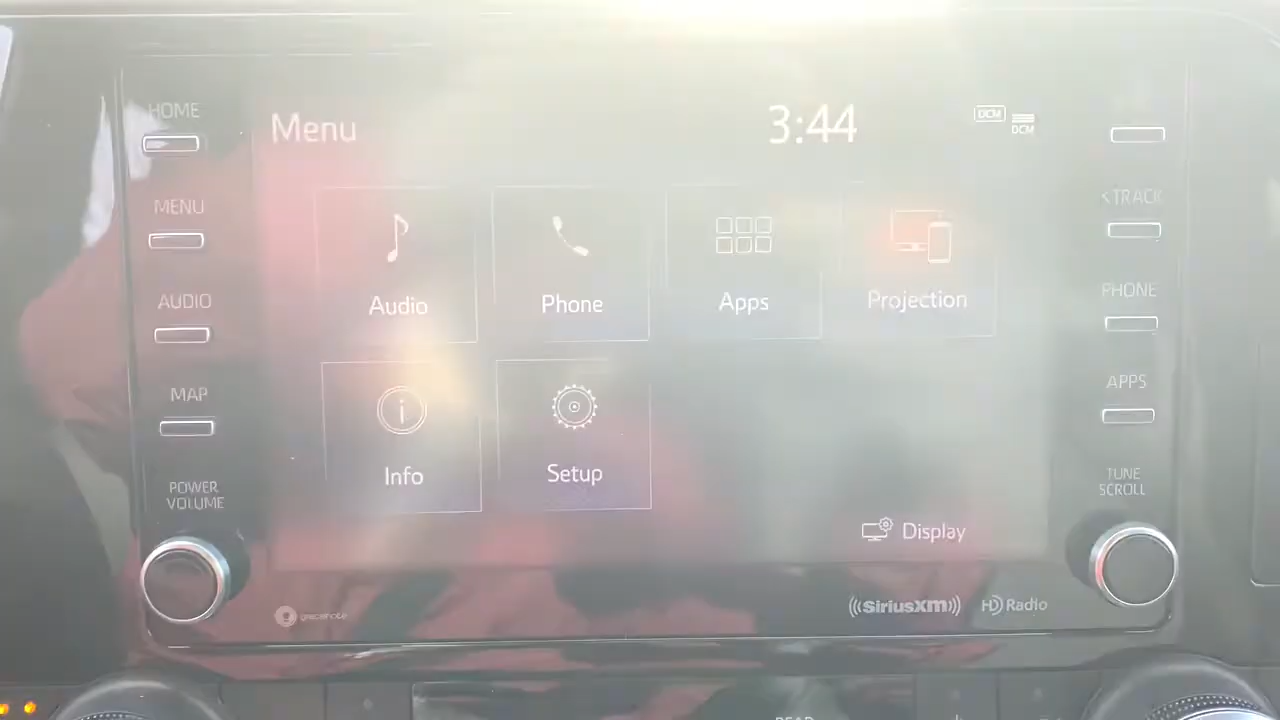 HOME
Menu
3:44
DCM
DCM
MENU
<TRACK
AUDIO
Audio
Phone
Apps
Projection
PHONE
MAP
APPS
Info
Setup
POWER
VOLUME
TUNE
SCROLL
Display
gracenote
SiriusXM
HD Radio